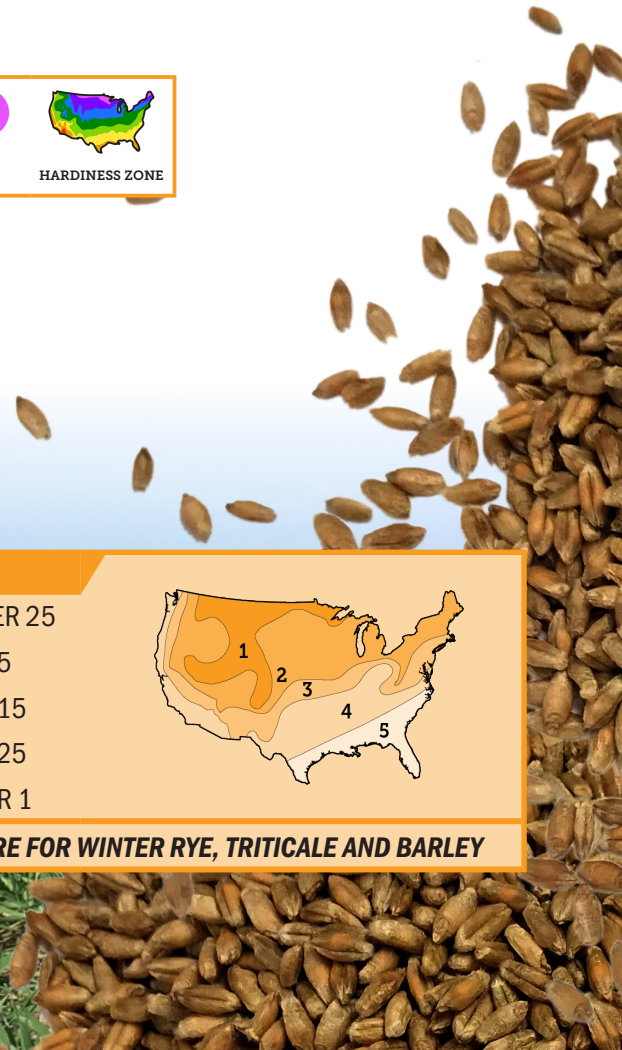 HARDINESS ZONE
ER 25
5
15
25
R 1
1
2
3
4
5
RE FOR WINTER RYE, TRITICALE AND BARLEY